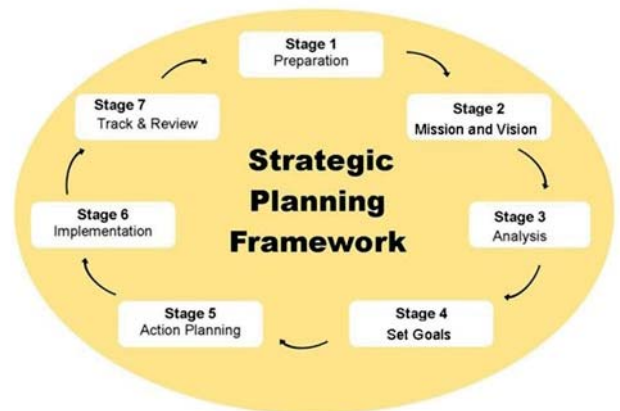 Stage 1
Preparation
Stage 2
Mission and Vision
Stage 3
Analysis
Stage 4
Set Goals
Stage 5
Action Planning
Stage 6
Implementation
Stage 7
Track & Review
Strategic
Planning
Framework